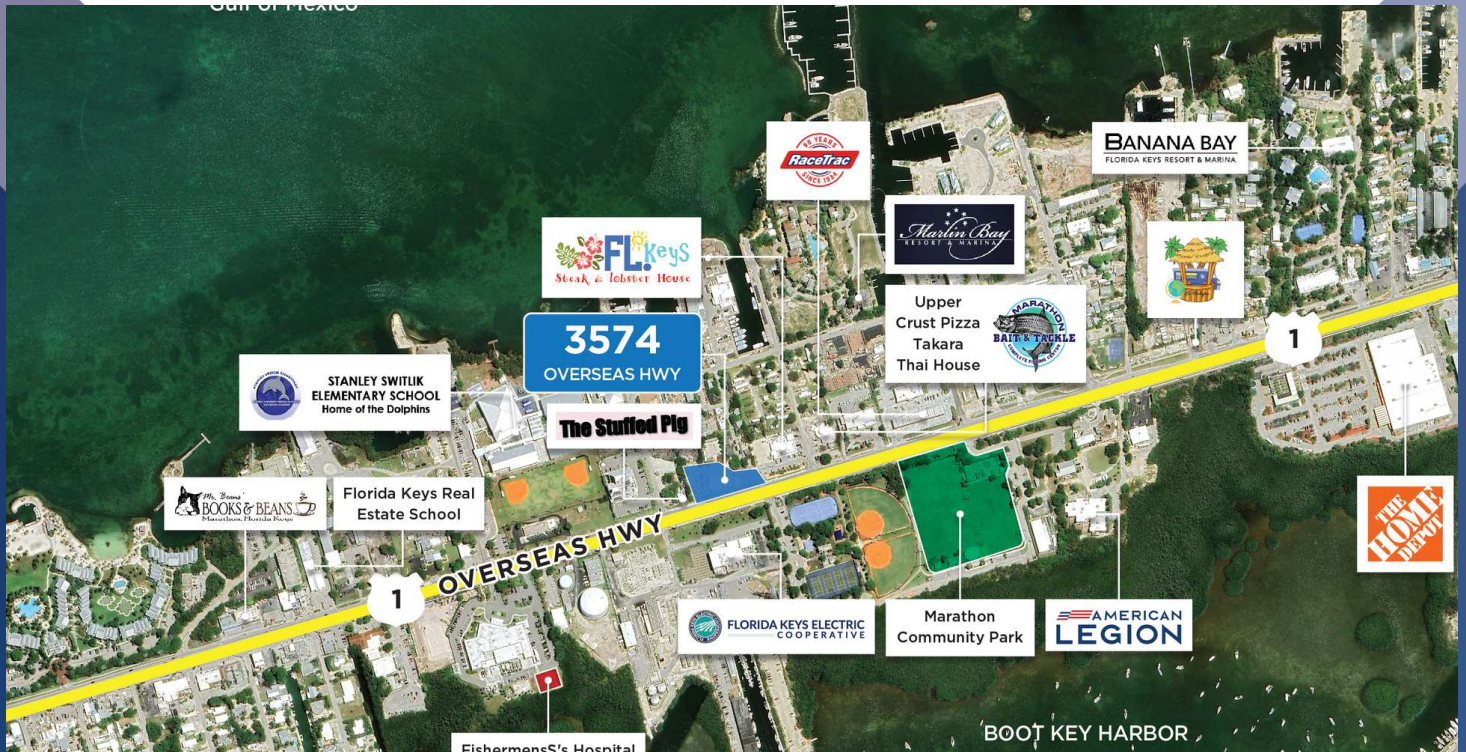 Gulf of Mexico
90 YEARS
RaceTrac
SINCE 1934
BANANA BAY
FLORIDA KEYS RESORT & MARINA
Marlin Bay
RESORT & MARINA
FL. Keys
Steak & lobster House
Upper
Crust Pizza
Takara
Thai House
MARATHON
BAIT & TACKLE
COMPLETE FISHING CENTER
1
3574
OVERSEAS HWY
STANLEY SWITLIK
ELEMENTARY SCHOOL
Home of the Dolphins
The Stuffed Pig
Mr. Beans'
BOOKS & BEANS
Marathon, Florida Keys
Florida Keys Real
Estate School
OVERSEAS HWY
1
THE
HOME
DEPOT
FLORIDA KEYS ELECTRIC
COOPERATIVE
Marathon
Community Park
AMERICAN
LEGION
BOOT KEY HARBOR
FishermensS's Hospital